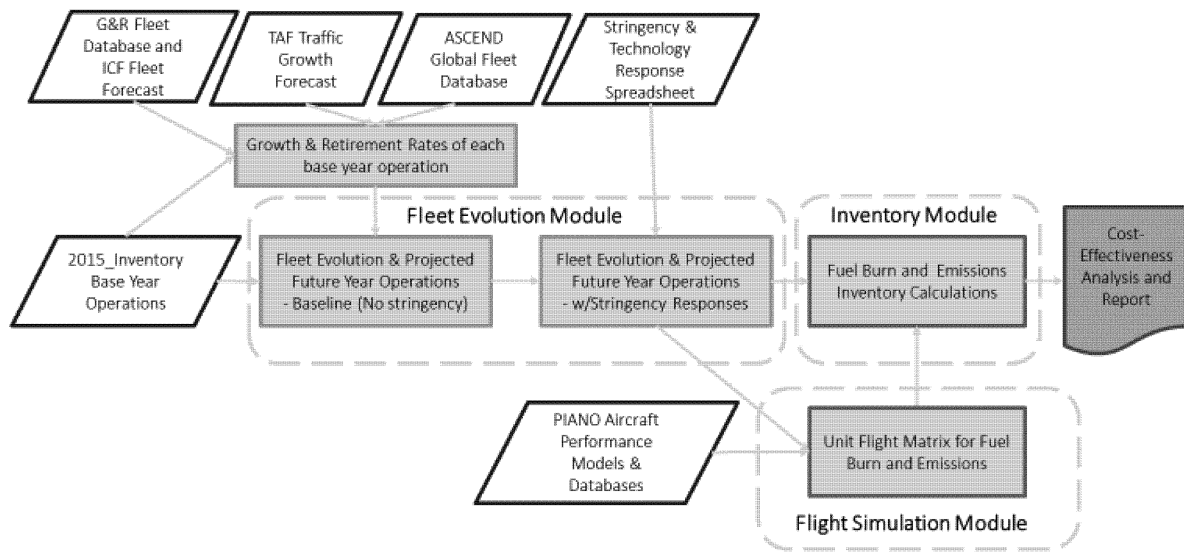 G&R Fleet
Database and
ICF Fleet
Forecast
TAF Traffic
Growth
Forecast
ASCEND
Global Fleet
Database
Stringency &
Technology
Response
Spreadsheet
Growth & Retirement Rates of each
base year operation
Fleet Evolution Module
Inventory Module
2015_Inventory
Base Year
Operations
Fleet Evolution & Projected
Future Year Operations
- Baseline (No stringency)
Fleet Evolution & Projected
Future Year Operations
- w/Stringency Responses
Fuel Burn and Emissions
Inventory Calculations
Cost-
Effectiveness
Analysis and
Report
PIANO Aircraft
Performance
Models &
Databases
Unit Flight Matrix for Fuel
Burn and Emissions
Flight Simulation Module